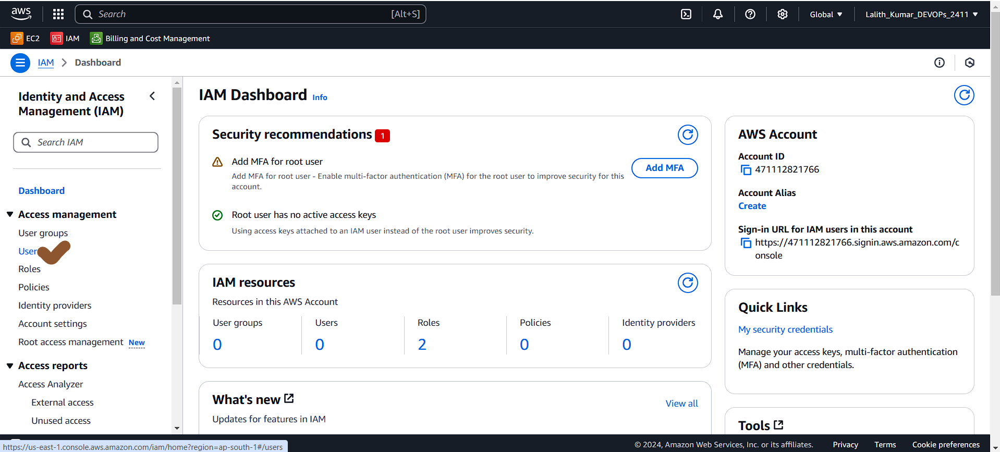 aws
Search [Alt+S]
Global ▼
Lalith_Kumar_DEVOPs_2411 ▼
EC2
IAM
Billing and Cost Management
IAM > Dashboard
Identity and Access
Management (IAM)
Search IAM
Dashboard
Access management
User groups
User
Roles
Policies
Identity providers
Account settings
Root access management New
Access reports
Access Analyzer
External access
Unused access
IAM Dashboard Info
Security recommendations 1
Add MFA for root user
Add MFA for root user - Enable multi-factor authentication (MFA) for the root user to improve security for this
account.
Add MFA
Root user has no active access keys
Using access keys attached to an IAM user instead of the root user improves security.
IAM resources
Resources in this AWS Account
User groups Users Roles Policies Identity providers
0 0 2 0 0
What's new
View all
Updates for features in IAM
AWS Account
Account ID
471112821766
Account Alias
Create
Sign-in URL for IAM users in this account
https://471112821766.signin.aws.amazon.com/c
onsole
Quick Links
My security credentials
Manage your access keys, multi-factor authentication
(MFA) and other credentials.
Tools
https://us-east-1.console.aws.amazon.com/iam/home?region=ap-south-1#/users
© 2024, Amazon Web Services, Inc. or its affiliates. Privacy Terms Cookie preferences